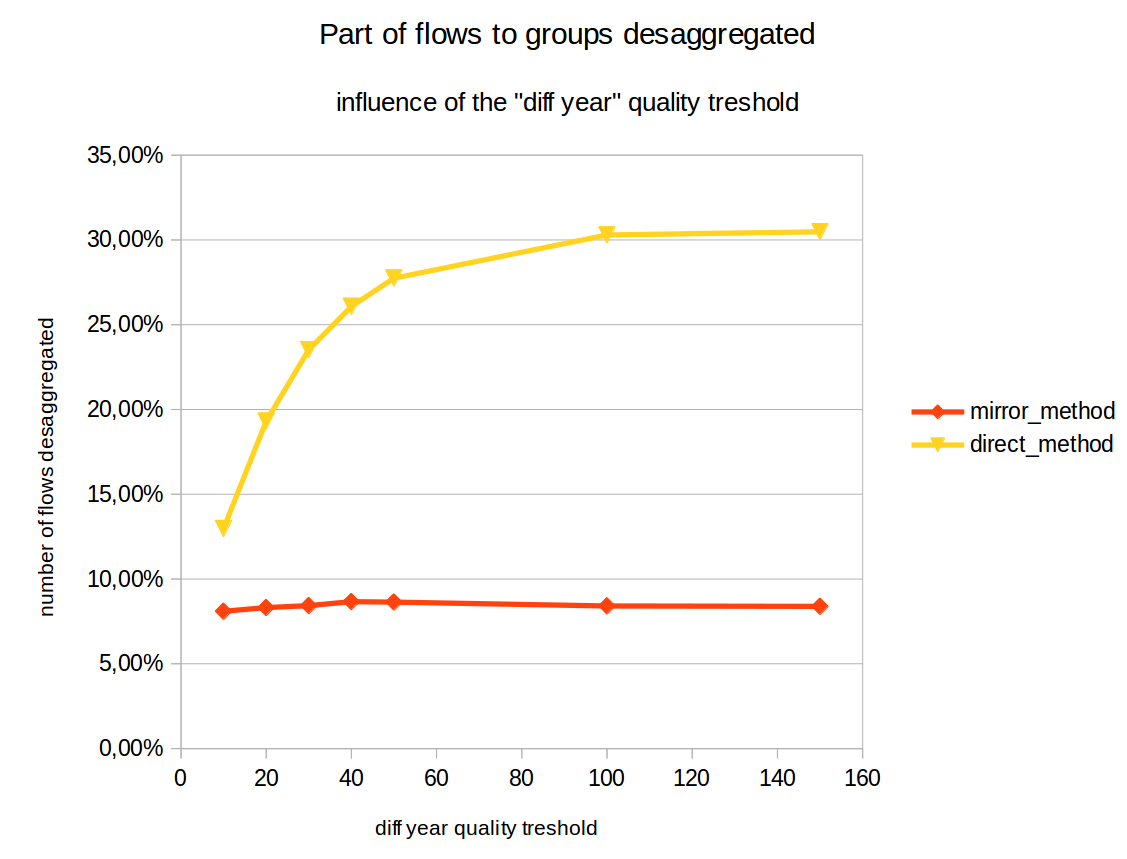 Part of flows to groups desaggregated
influence of the "diff year" quality treshold
35,00%
30,00%
25,00%
20,00%
15,00%
10,00%
5,00%
0,00%
number of flows desaggregated
0 20 40 60 80 100 120 140 160
diff year quality treshold
mirror_method
direct_method